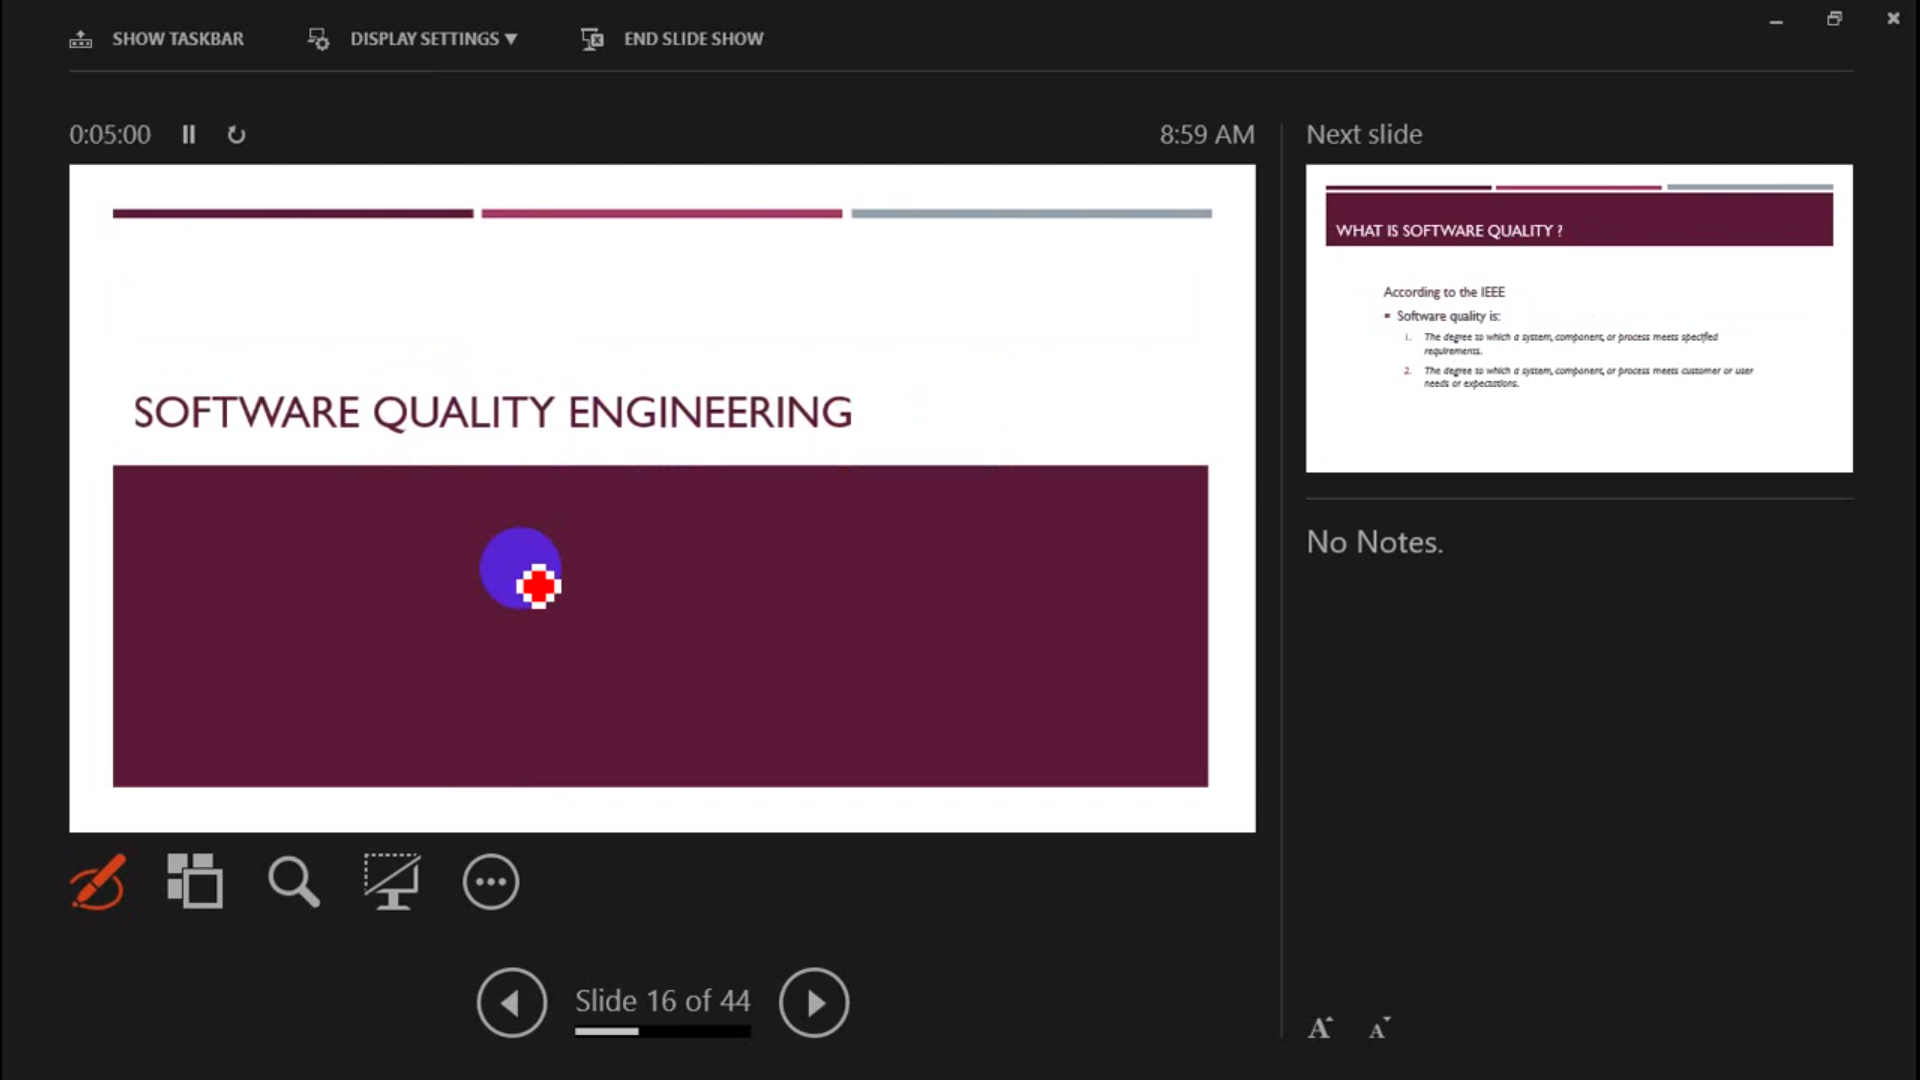 SHOW TASKBAR
DISPLAY SETTINGS ▼
END SLIDE SHOW
0:05:00
8:59 AM
SOFTWARE QUALITY ENGINEERING
Slide 16 of 44
Next slide
WHAT IS SOFTWARE QUALITY ?
According to the IEEE
▪ Software quality is:
1. The degree to which a system, component, or process meets specified
requirements.
2. The degree to which a system, component, or process meets customer or user
needs or expectations.
No Notes.
A A